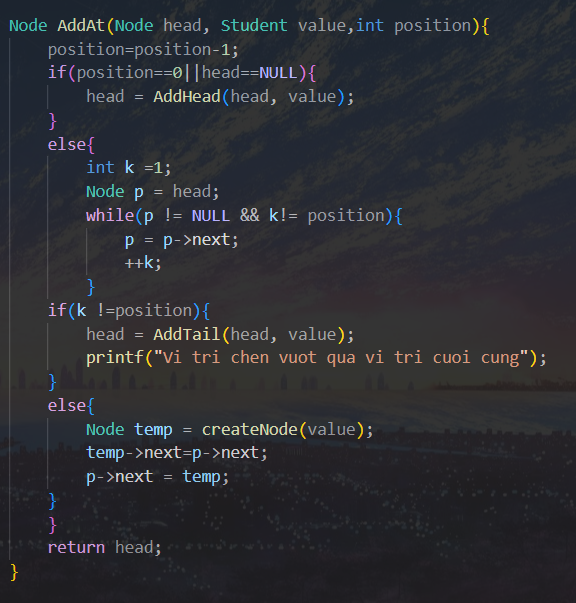 Node AddAt(Node head, Student value,int position){
    position=position-1;
    if(position==0||head==NULL){
        head = AddHead(head, value);
    }
    else{
        int k =1;
        Node p = head;
        while(p != NULL && k!= position){
            p = p->next;
            ++k;
        }
    if(k !=position){
        head = AddTail(head, value);
        printf("Vi tri chen vuot qua vi tri cuoi cung");
    }
    else{
        Node temp = createNode(value);
        temp->next=p->next;
        p->next = temp;
    }
    }
    return head;
}